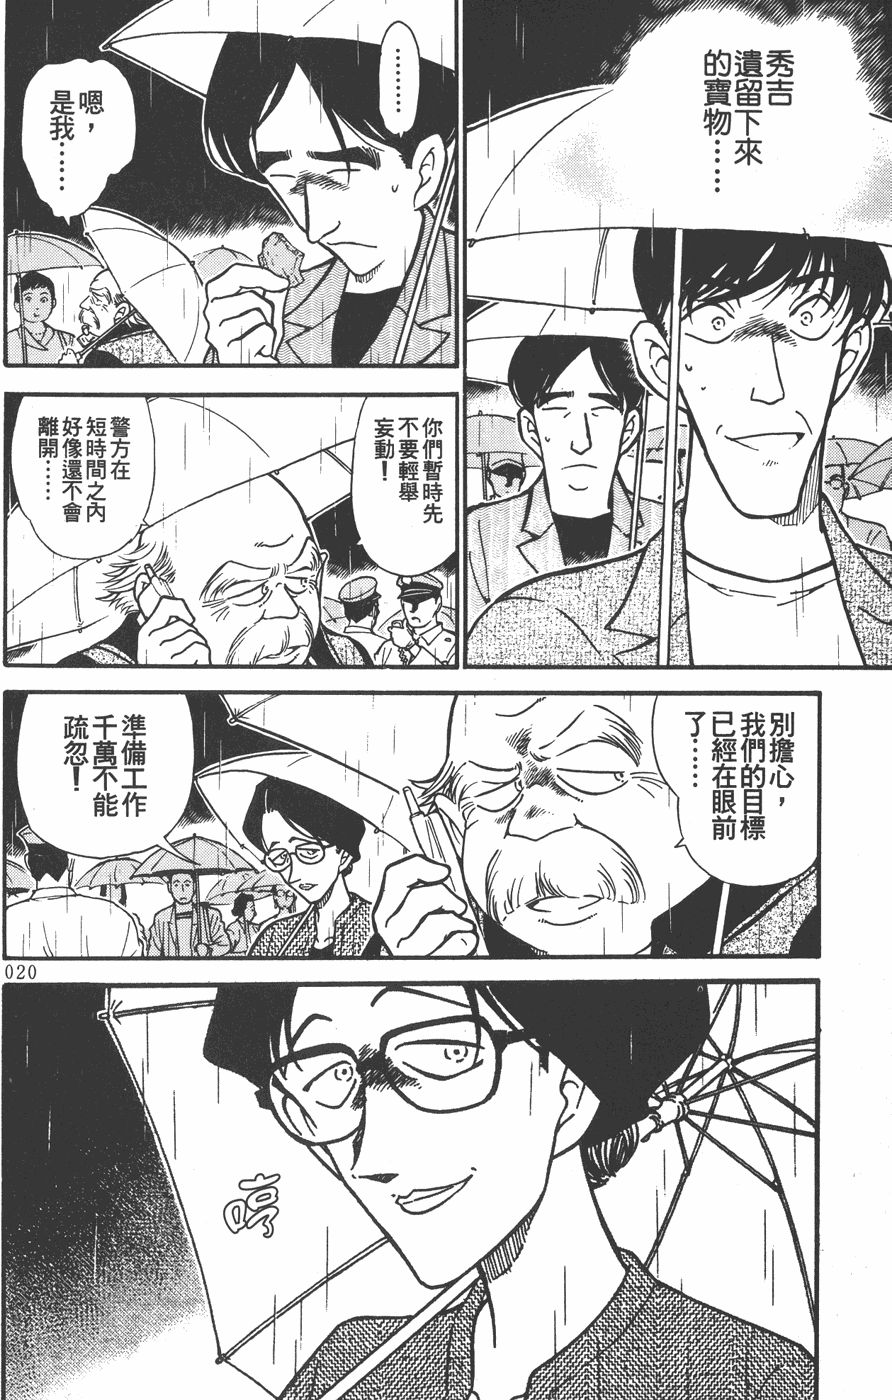 秀吉
遺留下來
的寶物⋯⋯
⋯⋯⋯
嗯，
是我⋯⋯
你們暫時先
不要輕舉
妄動！
警方在
短時間之內
好像還不會
離開⋯⋯
別擔心，
我們的目標
已經在眼前
了⋯⋯
準備工作
千萬不能
疏忽！
020
哼